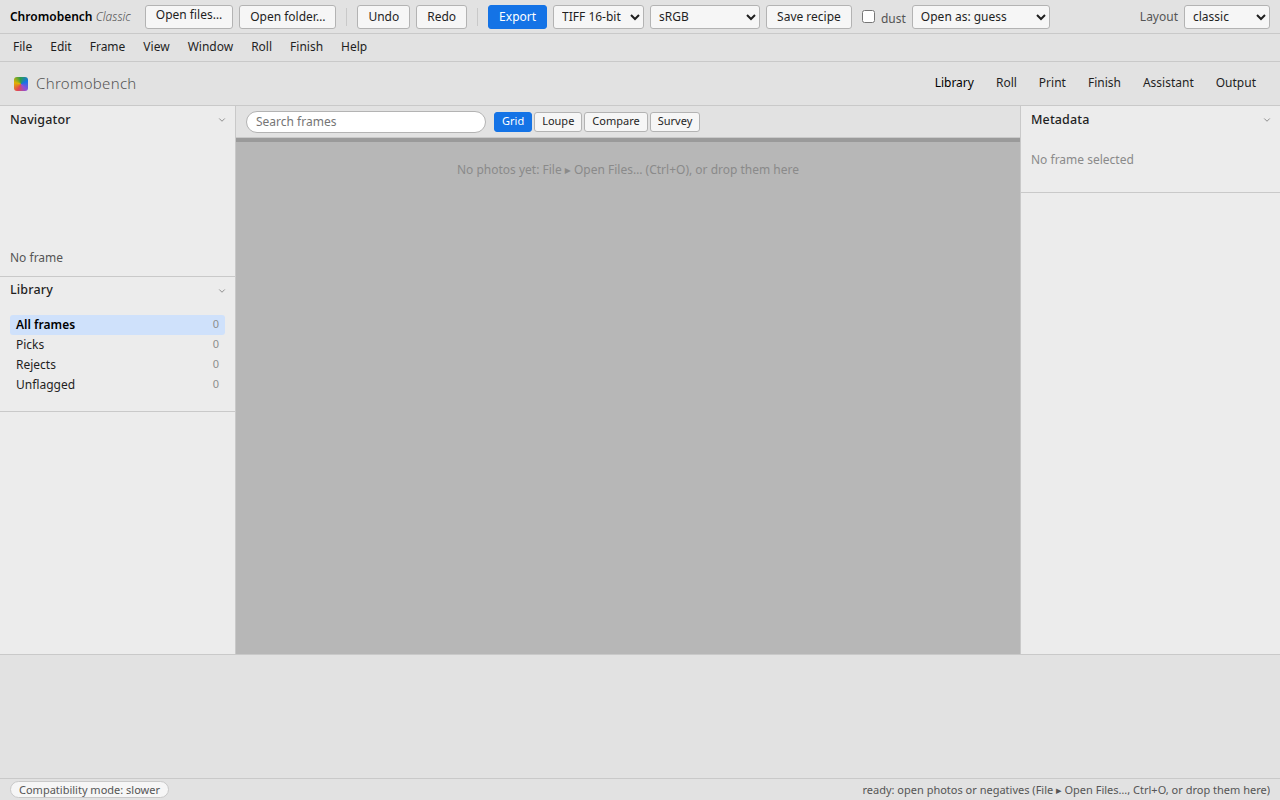 Chromobench Classic Open files... Open folder... Undo Redo Export TIFF 16-bit sRGB Save recipe dust Open as: guess Layout classic
File Edit Frame View Window Roll Finish Help
Chromobench Library Roll Print Finish Assistant Output
Navigator
Search frames Grid Loupe Compare Survey
Metadata
No photos yet: File ▸ Open Files... (Ctrl+O), or drop them here
No frame selected
No frame
Library
All frames 0
Picks 0
Rejects 0
Unflagged 0
Compatibility mode: slower
ready: open photos or negatives (File ▸ Open Files..., Ctrl+O, or drop them here)